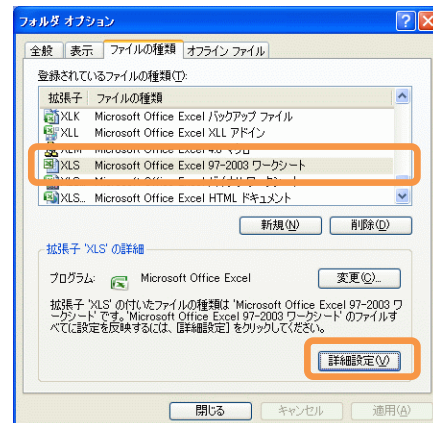 フォルダ オプション
全般 表示 ファイルの種類 オフライン ファイル
登録されているファイルの種類(T):
拡張子 ファイルの種類
XLK Microsoft Office Excel バックアップ ファイル
XLL Microsoft Office Excel XLL アドイン
XLM Microsoft Office Excel 4.0 マクロ
XLS Microsoft Office Excel 97-2003 ワークシート
XLS... Microsoft Office Excel HTML ドキュメント
新規(N) 削除(D)
拡張子 'XLS' の詳細
プログラム: Microsoft Office Excel 変更(C)...
拡張子 'XLS' の付いたファイルの種類は 'Microsoft Office Excel 97-2003 ワ
ークシート' です。'Microsoft Office Excel 97-2003 ワークシート' のファイルす
べてに設定を反映するには、[詳細設定] をクリックしてください。
詳細設定(V)
閉じる キャンセル 適用(A)